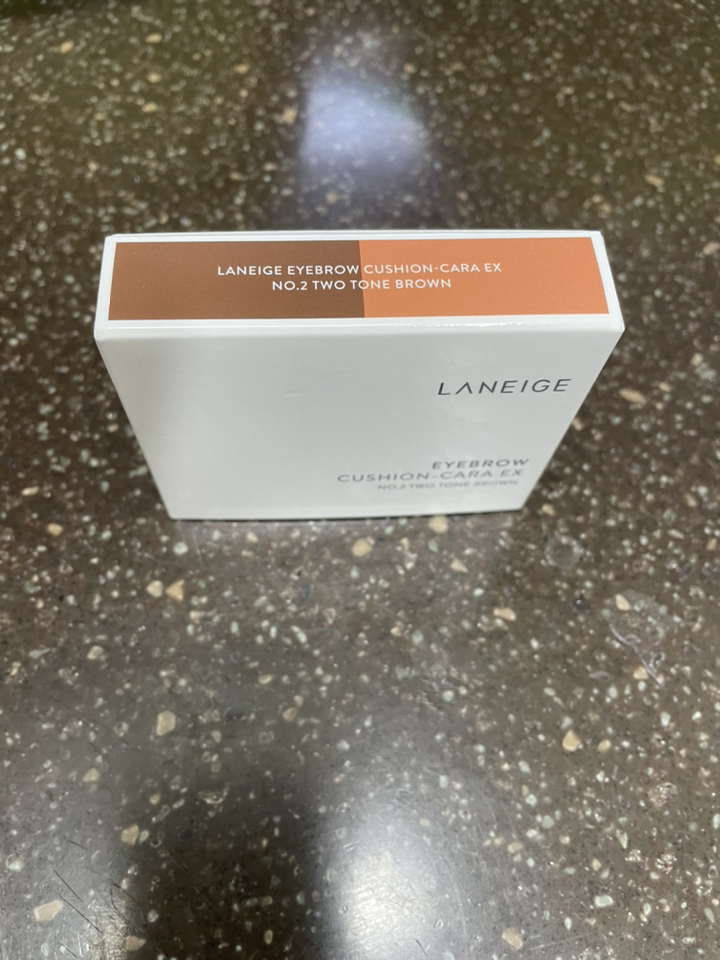 LANEIGE EYEBROW CUSHION-CARA EX
NO.2 TWO TONE BROWN
LANEIGE
EYEBROW
CUSHION-CARA EX
NO.2 TWO TONE BROWN